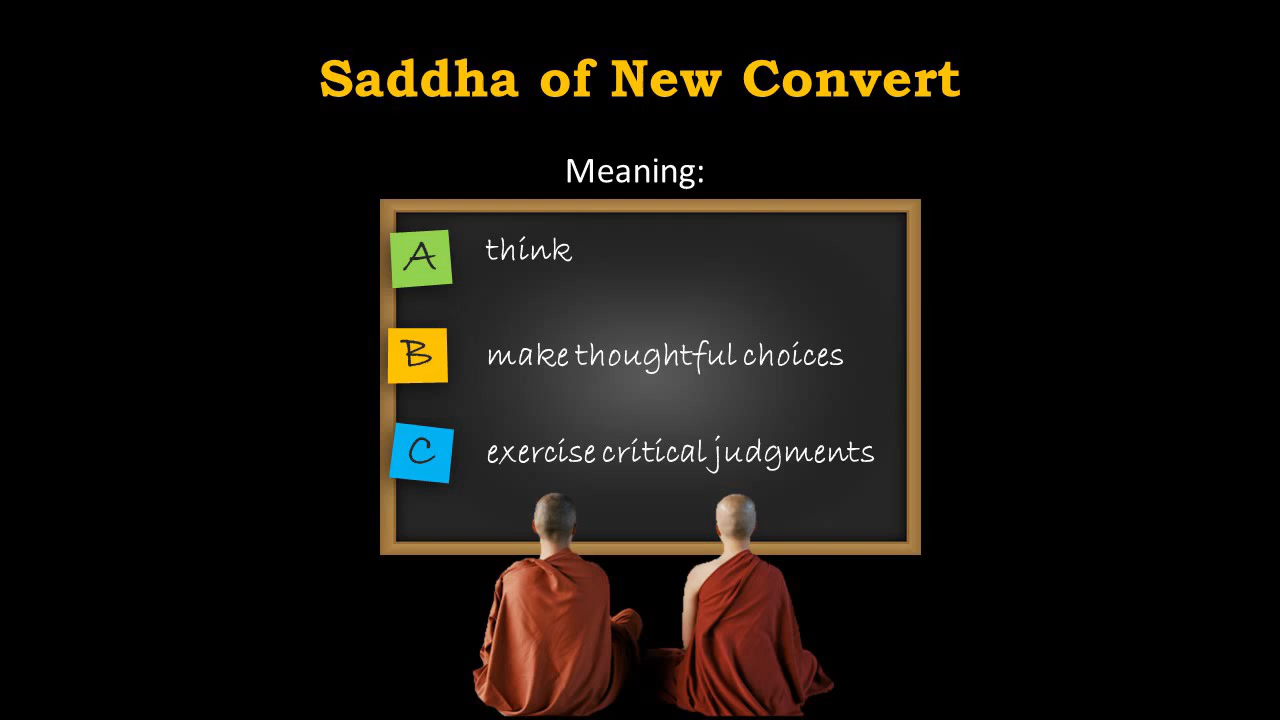 Saddha of New Convert
Meaning:
A think
B make thoughtful choices
C exercise critical judgments